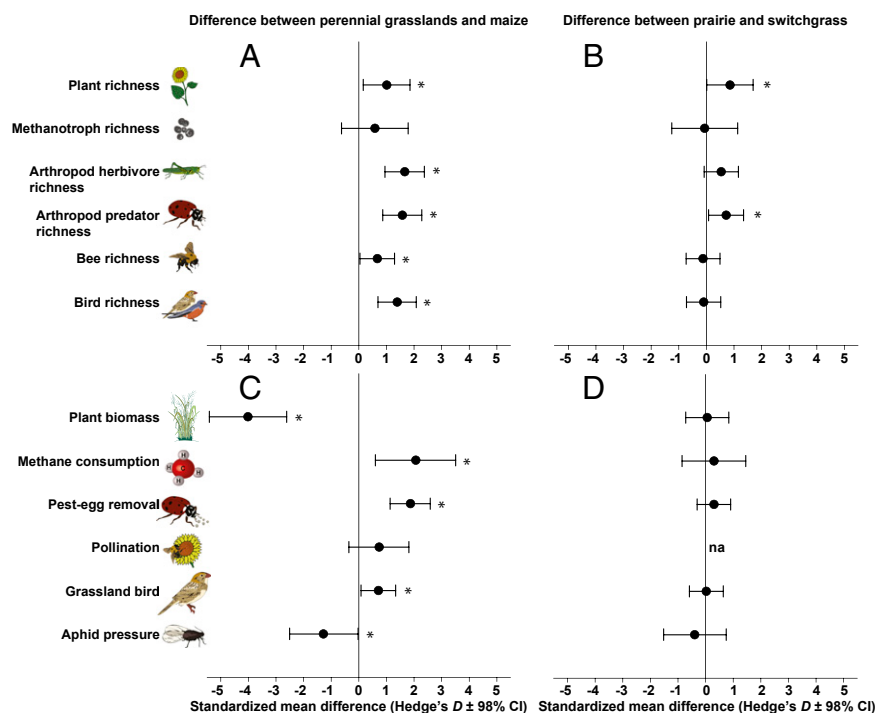 Difference between perennial grasslands and maize
Difference between prairie and switchgrass
A
B
Plant richness
*
*
Methanotroph richness
Arthropod herbivore
richness
*
Arthropod predator
richness
*
*
Bee richness
*
Bird richness
*
-5 -4 -3 -2 -1 0 1 2 3 4 5
-5 -4 -3 -2 -1 0 1 2 3 4 5
C
D
Plant biomass
*
Methane consumption
H
H
H
*
Pest-egg removal
*
Pollination
na
Grassland bird
*
Aphid pressure
*
-5 -4 -3 -2 -1 0 1 2 3 4 5
-5 -4 -3 -2 -1 0 1 2 3 4 5
Standardized mean difference (Hedge's D ± 98% CI)
Standardized mean difference (Hedge's D ± 98% CI)